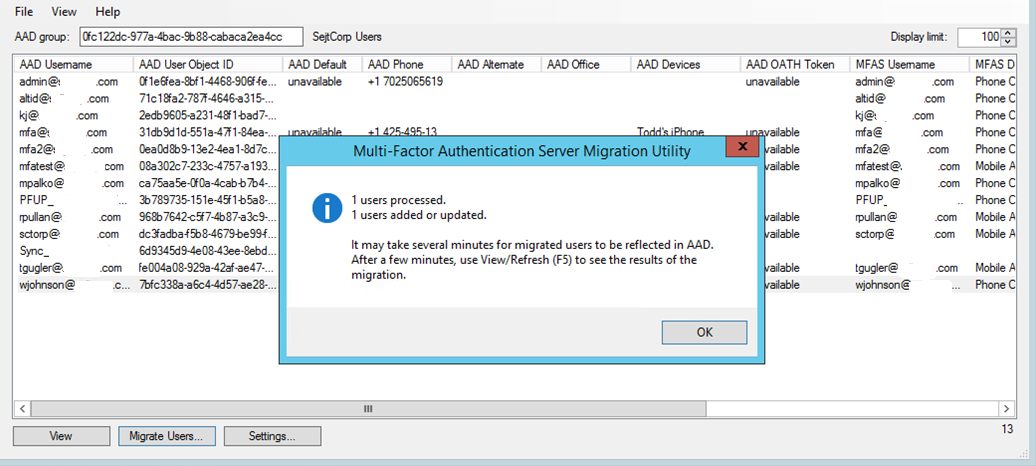 File View Help
AAD group: 0fc122dc-977a-4bac-9b88-cabaca2ea4cc SejtCorp Users Display limit: 100
AAD Username AAD User Object ID AAD Default AAD Phone AAD Alternate AAD Office AAD Devices AAD OATH Token MFAS Username MFAS D
admin@ .com 0f1e6fea-8bf1-4468-906f-fe... unavailable +1 7025065619 unavailable admin@ .com Phone C
altid@ .com 71c18fa2-787f-4646-a315-... altid@ .com Phone C
kj@ .com 2edb9605-a231-48f1-bad7-... kj@ .com Phone C
mfa@ .com 31db9d1d-551a-47f1-84ea-... unavailable +1 425-495-13 Todd's iPhone unavailable mfa@ .com Phone C
mfa2@ .com 0ea0d8b9-13e2-4ea1-8d7c... vailable mfa2@ .com Phone C
mfatest@ com 08a302c7-233c-4757-a193... vailable mfatest@ .com Mobile A
mpalko@ .com ca75aa5e-0f0a-4cab-b7b4-... mpalko@ .com Phone C
PFUP_ 3b789735-151e-45f1-b5a8-... PFUP_ Phone C
rpullan@ .com 968b7642-c5f7-4b87-a3c9-... vailable rpullan@ .com Mobile A
sctorp@ .com dc3fadba-f5b8-4679-be99f... vailable sctorp@ .com Phone C
Sync_ 6d9345d9-4e08-43ee-8ebd...
tgugler@ .com fe004a08-929a-42af-ae47-... vailable tgugler@ .com Mobile A
wjohnson@ .c... 7bfc338a-a6c4-4d57-ae28-... vailable wjohnson@ ... Phone C
Multi-Factor Authentication Server Migration Utility X
1 users processed.
1 users added or updated.
It may take several minutes for migrated users to be reflected in AAD.
After a few minutes, use View/Refresh (F5) to see the results of the
migration.
OK
View Migrate Users... Settings... 13